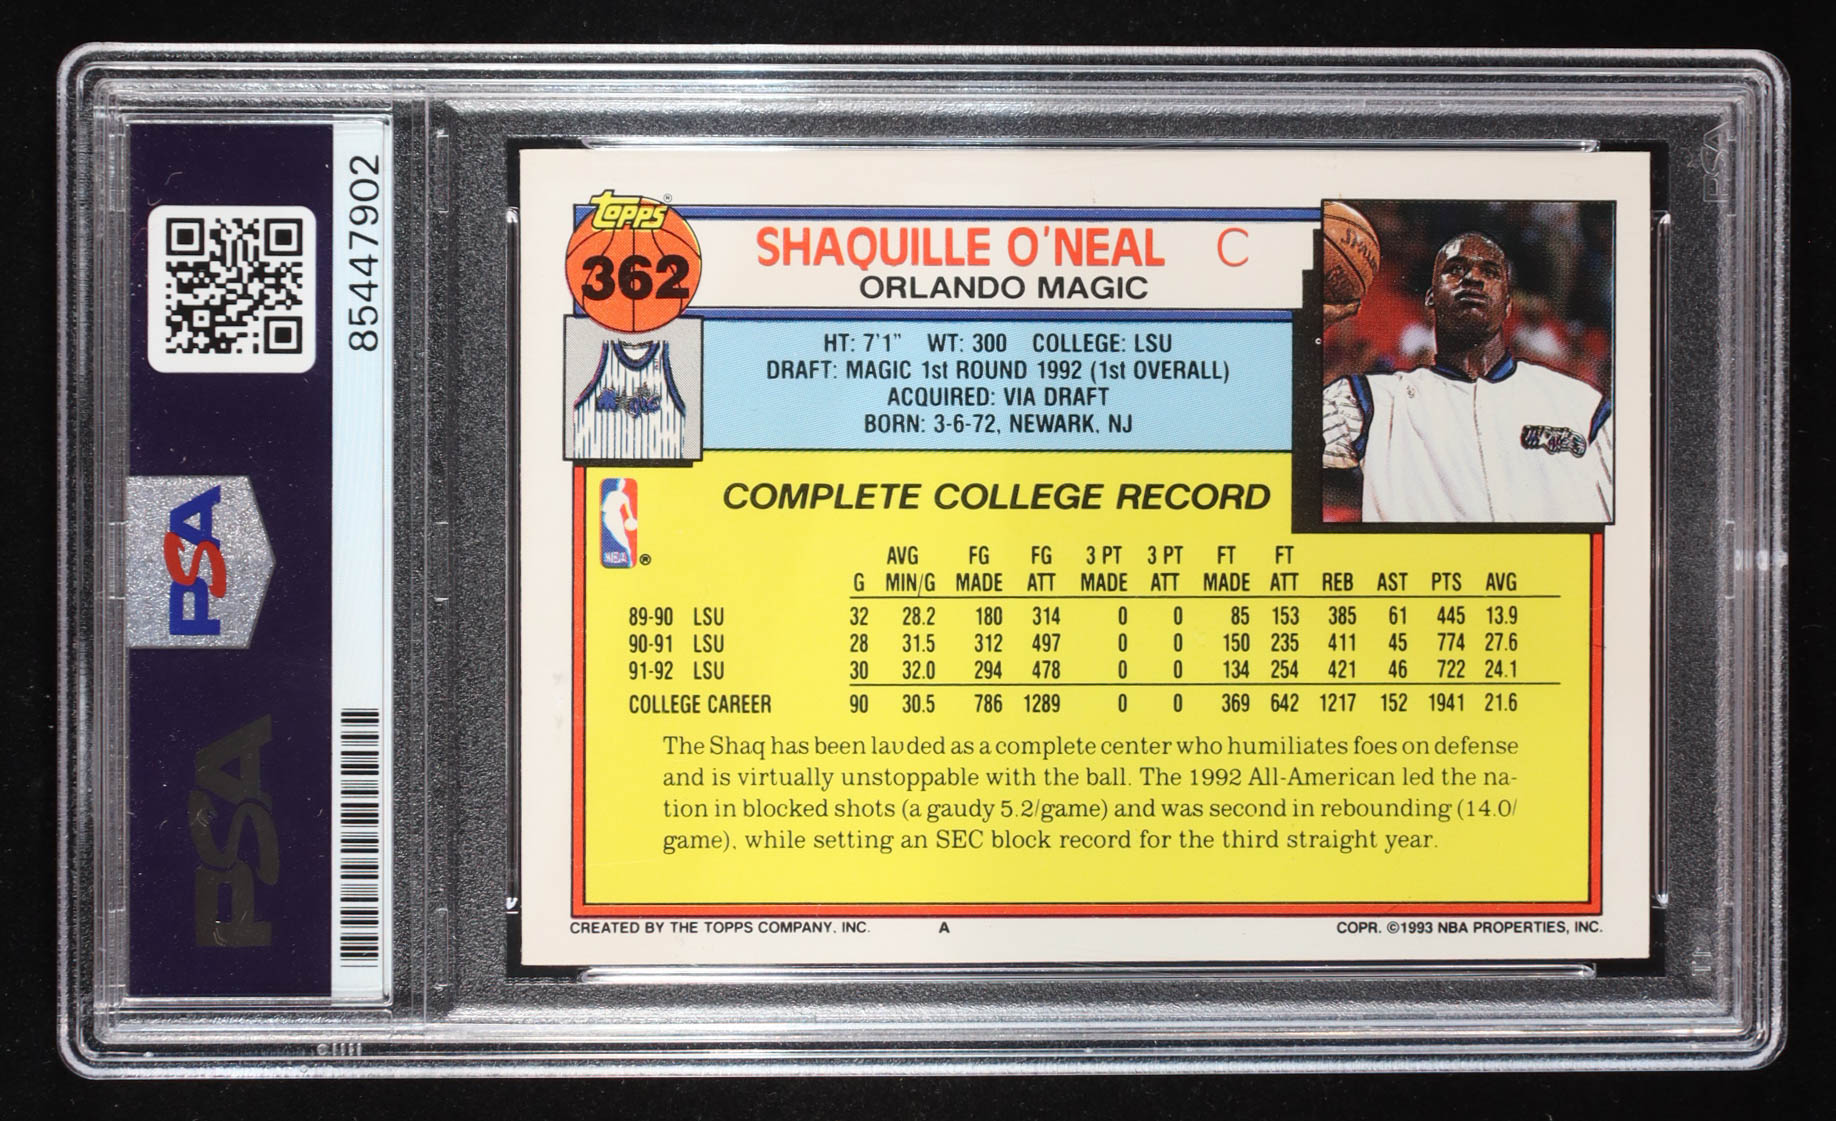 85447902
PSA
PSA
topps®
362
SHAQUILLE O'NEAL C
ORLANDO MAGIC
HT: 7'1" WT: 300 COLLEGE: LSU
DRAFT: MAGIC 1st ROUND 1992 (1st OVERALL)
ACQUIRED: VIA DRAFT
BORN: 3-6-72, NEWARK, NJ
Magic
NBA ®
COMPLETE COLLEGE RECORD
AVG FG FG 3 PT 3 PT FT FT
G MIN/G MADE ATT MADE ATT MADE ATT REB AST PTS AVG
89-90 LSU 32 28.2 180 314 0 0 85 153 385 61 445 13.9
90-91 LSU 28 31.5 312 497 0 0 150 235 411 45 774 27.6
91-92 LSU 30 32.0 294 478 0 0 134 254 421 46 722 24.1
COLLEGE CAREER 90 30.5 786 1289 0 0 369 642 1217 152 1941 21.6
The Shaq has been lauded as a complete center who humiliates foes on defense
and is virtually unstoppable with the ball. The 1992 All-American led the na-
tion in blocked shots (a gaudy 5.2/game) and was second in rebounding (14.0/
game), while setting an SEC block record for the third straight year.
CREATED BY THE TOPPS COMPANY, INC. A COPR. ©1993 NBA PROPERTIES, INC.